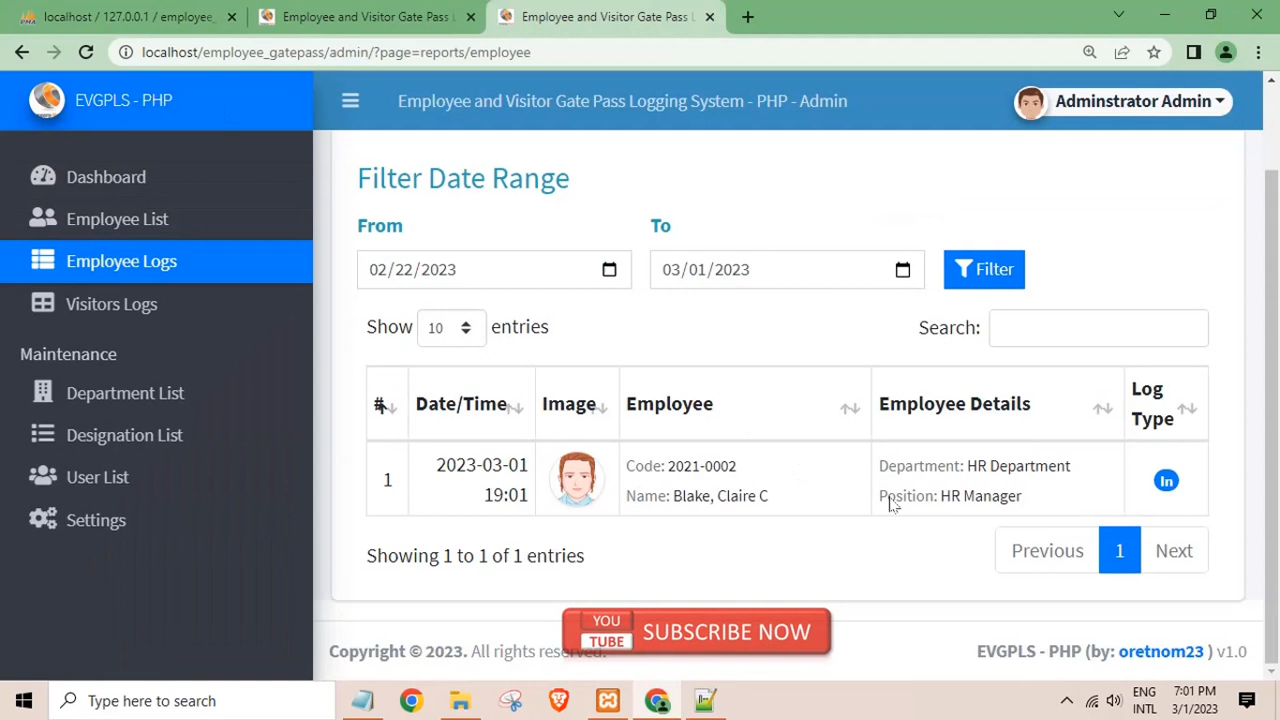 localhost / 127.0.0.1 / employee_
Employee and Visitor Gate Pass L
Employee and Visitor Gate Pass L
localhost/employee_gatepass/admin/?page=reports/employee
EVGPLS - PHP
Employee and Visitor Gate Pass Logging System - PHP - Admin
Adminstrator Admin
Dashboard
Employee List
Employee Logs
Visitors Logs
Maintenance
Department List
Designation List
User List
Settings
Filter Date Range
From
To
02/22/2023
03/01/2023
Filter
Show 10 entries
Search:
# Date/Time Image Employee Employee Details Log Type
1 2023-03-01 19:01
Code: 2021-0002
Name: Blake, Claire C
Department: HR Department
Position: HR Manager
In
Showing 1 to 1 of 1 entries
Previous 1 Next
YOU TUBE SUBSCRIBE NOW
Copyright © 2023. All rights reserved.
EVGPLS - PHP (by: oretnom23 ) v1.0
Type here to search
ENG
INTL
7:01 PM
3/1/2023